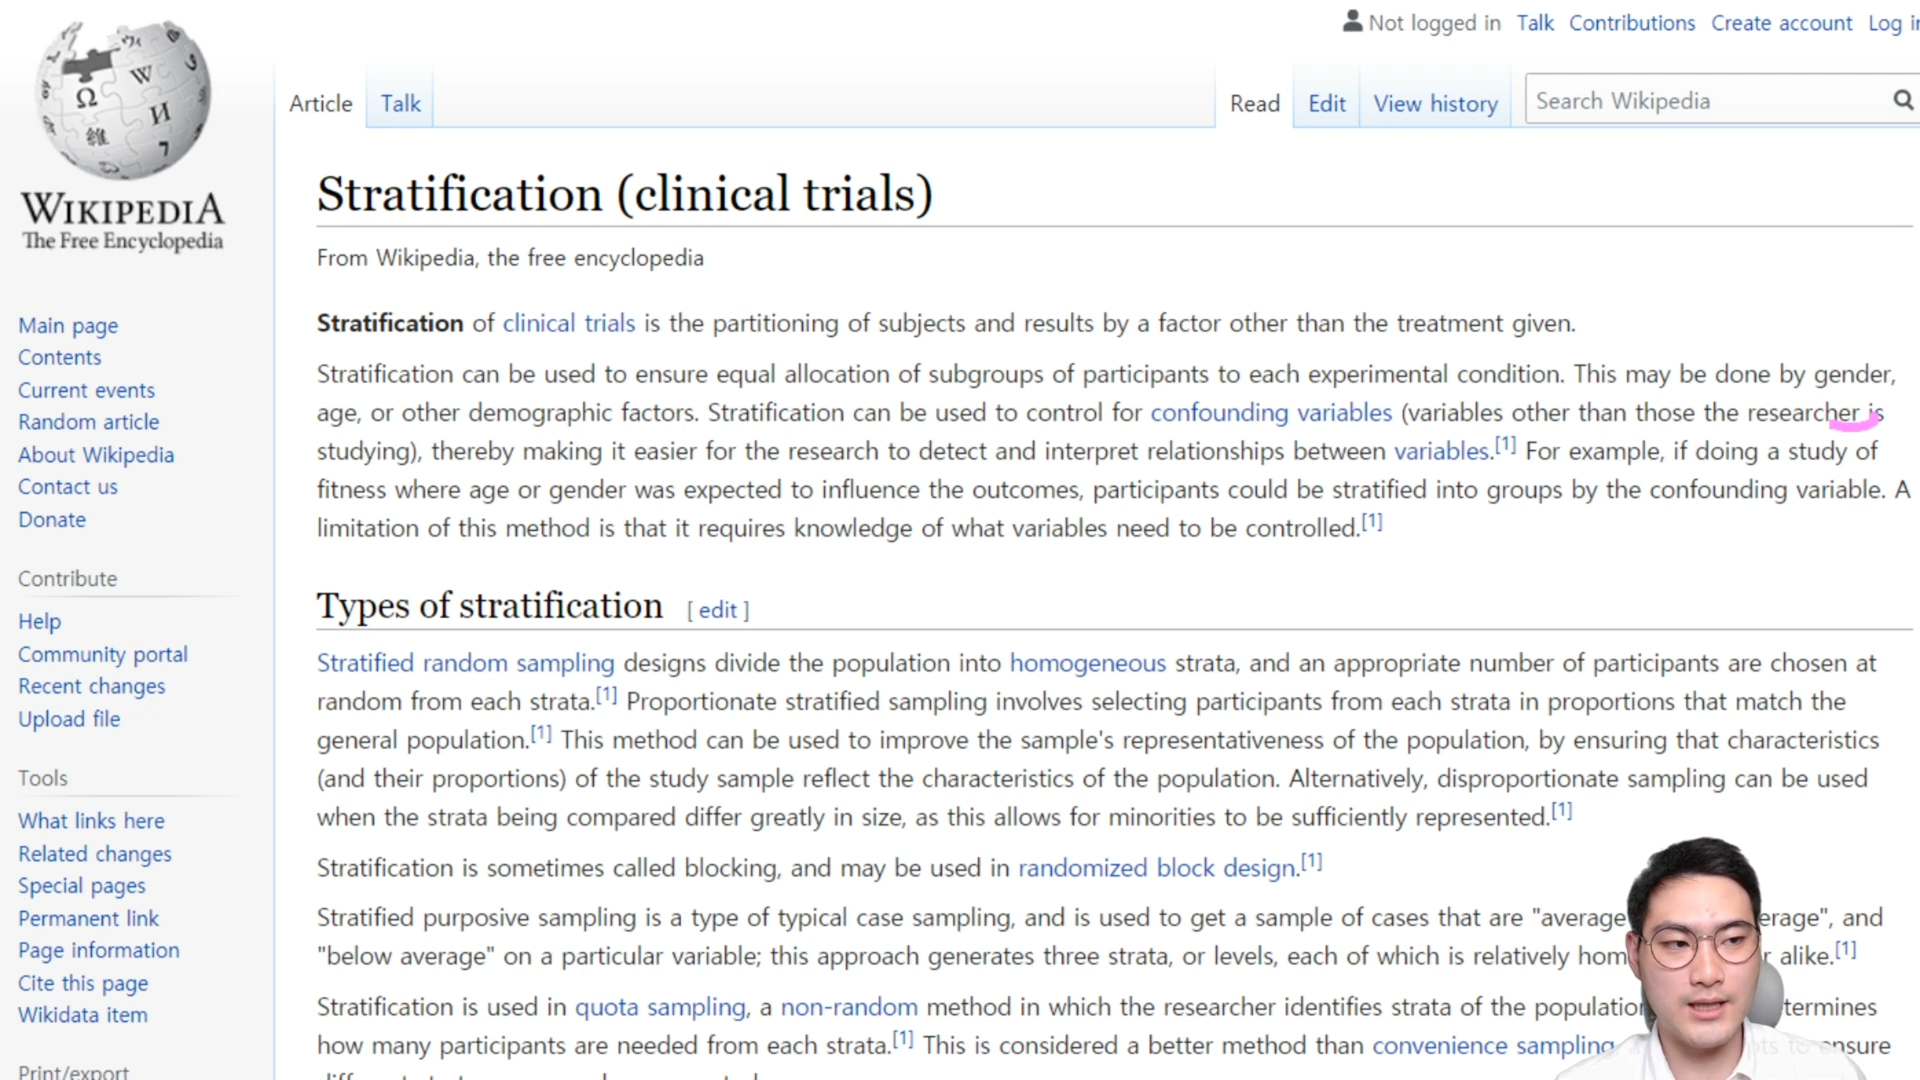 Not logged in Talk Contributions Create account Log in
Article Talk Read Edit View history Search Wikipedia
WIKIPEDIA
The Free Encyclopedia
Main page
Contents
Current events
Random article
About Wikipedia
Contact us
Donate
Contribute
Help
Community portal
Recent changes
Upload file
Tools
What links here
Related changes
Special pages
Permanent link
Page information
Cite this page
Wikidata item
Print/export
Stratification (clinical trials)
From Wikipedia, the free encyclopedia
Stratification of clinical trials is the partitioning of subjects and results by a factor other than the treatment given.
Stratification can be used to ensure equal allocation of subgroups of participants to each experimental condition. This may be done by gender,
age, or other demographic factors. Stratification can be used to control for confounding variables (variables other than those the researcher is
studying), thereby making it easier for the research to detect and interpret relationships between variables.[1] For example, if doing a study of
fitness where age or gender was expected to influence the outcomes, participants could be stratified into groups by the confounding variable. A
limitation of this method is that it requires knowledge of what variables need to be controlled.[1]
Types of stratification [ edit ]
Stratified random sampling designs divide the population into homogeneous strata, and an appropriate number of participants are chosen at
random from each strata.[1] Proportionate stratified sampling involves selecting participants from each strata in proportions that match the
general population.[1] This method can be used to improve the sample's representativeness of the population, by ensuring that characteristics
(and their proportions) of the study sample reflect the characteristics of the population. Alternatively, disproportionate sampling can be used
when the strata being compared differ greatly in size, as this allows for minorities to be sufficiently represented.[1]
Stratification is sometimes called blocking, and may be used in randomized block design.[1]
Stratified purposive sampling is a type of typical case sampling, and is used to get a sample of cases that are "average erage", and
"below average" on a particular variable; this approach generates three strata, or levels, each of which is relatively hom r alike.[1]
Stratification is used in quota sampling, a non-random method in which the researcher identifies strata of the population termines
how many participants are needed from each strata.[1] This is considered a better method than convenience sampling, ensure